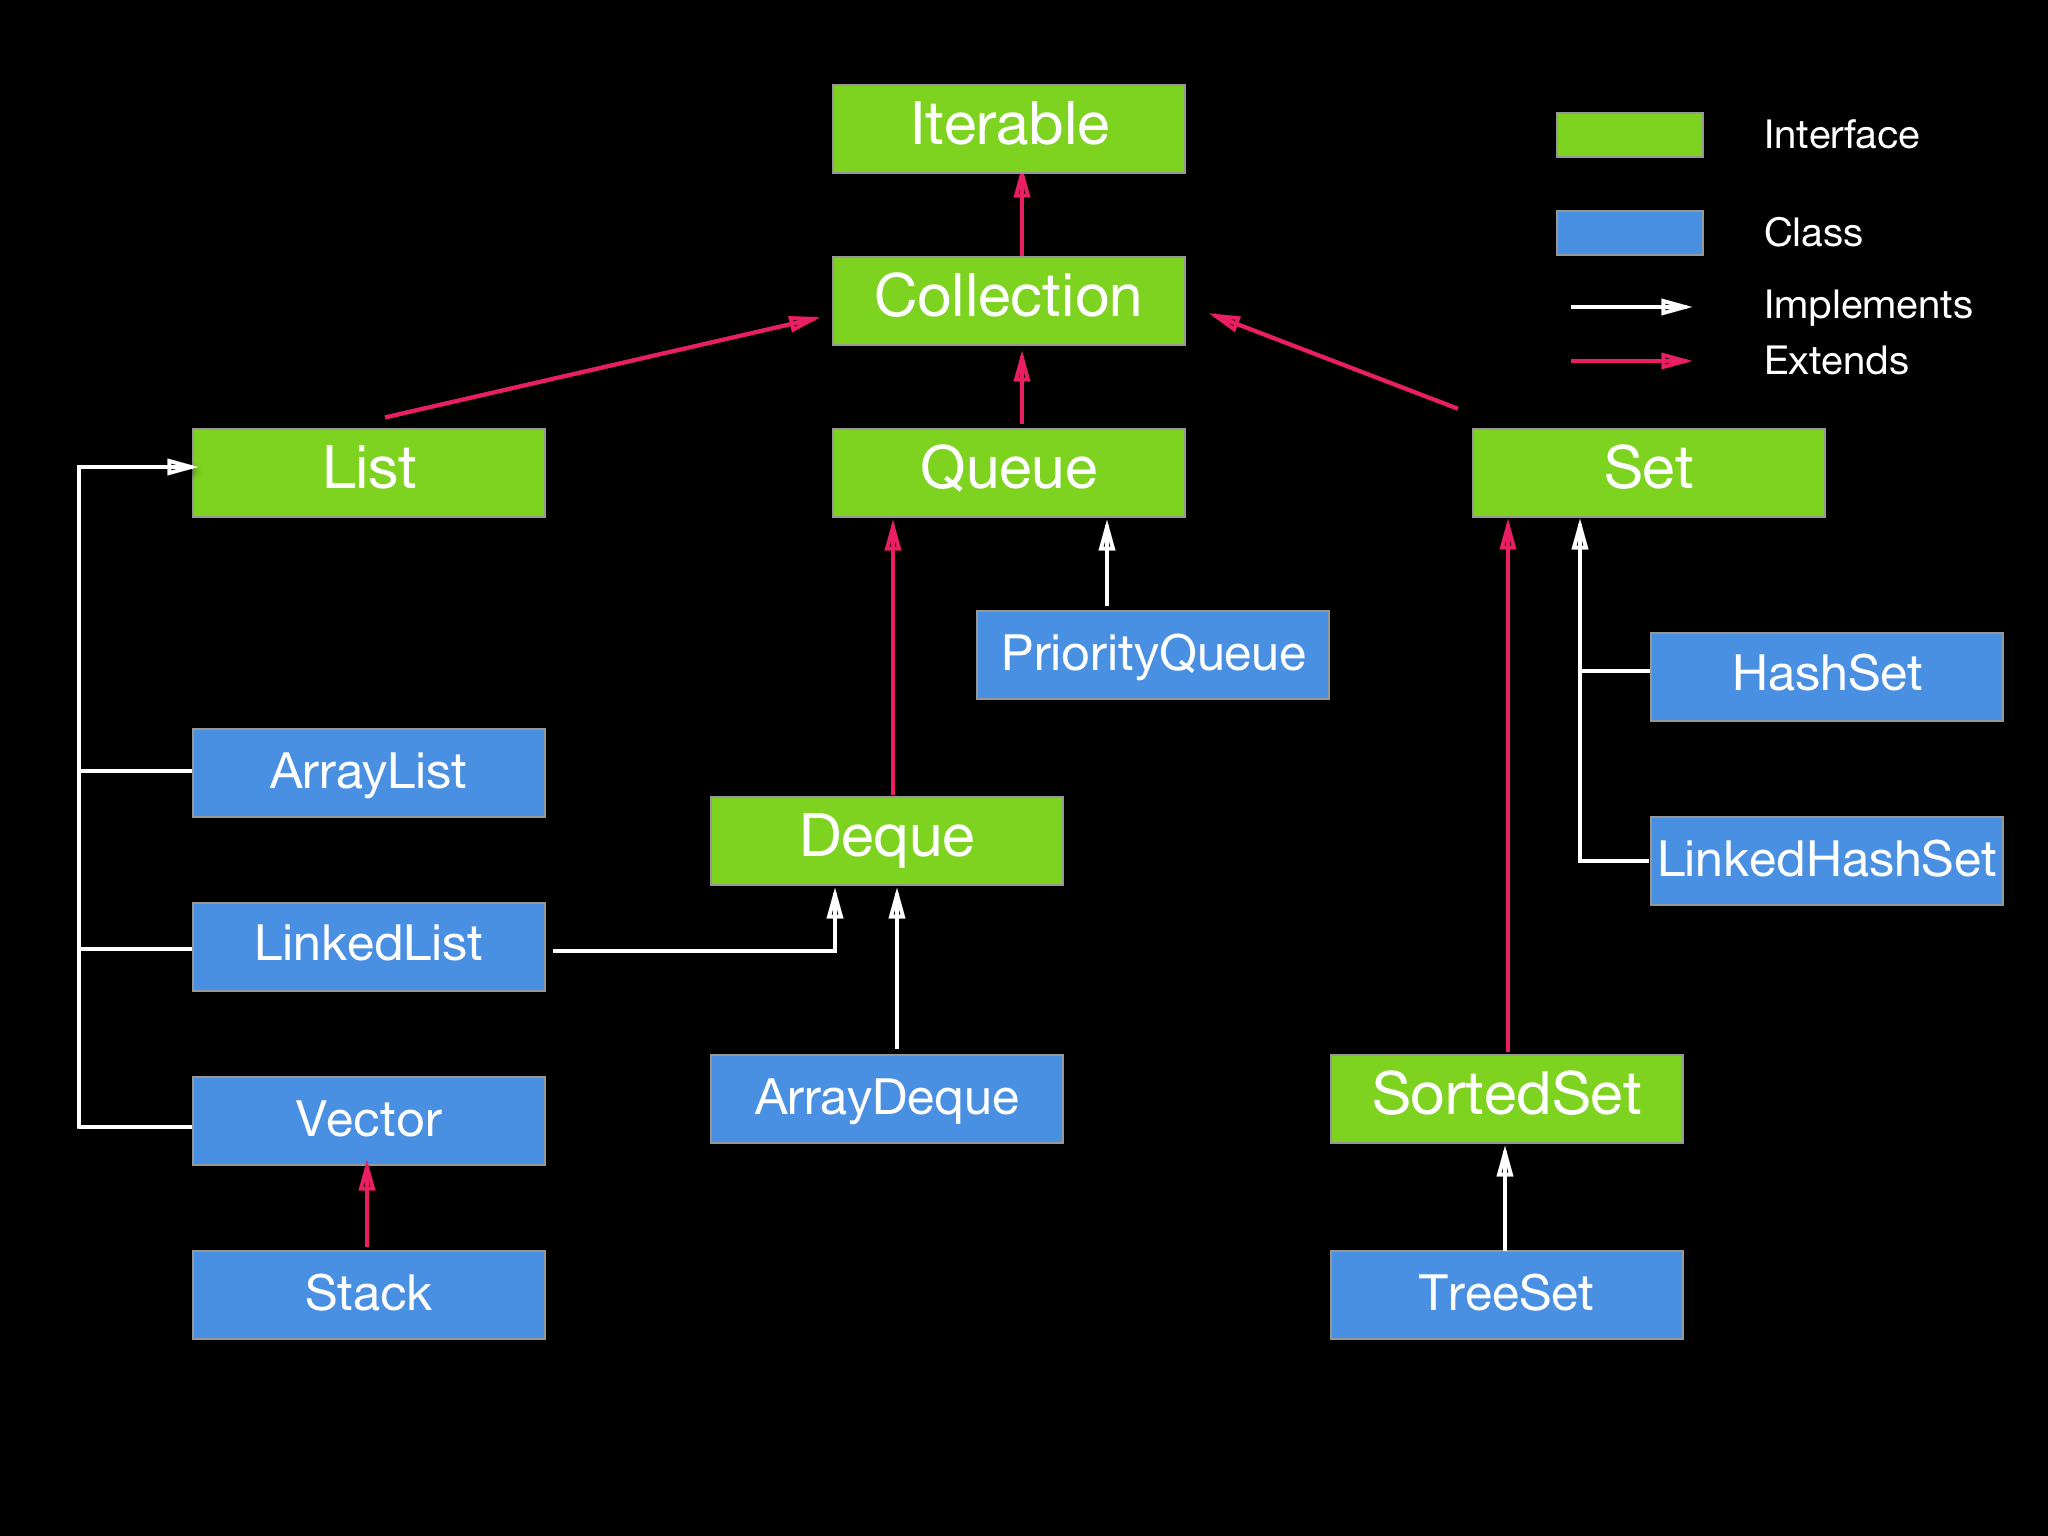 Iterable
Interface
Class
Collection
Implements
Extends
List
Queue
Set
PriorityQueue
HashSet
ArrayList
Deque
LinkedHashSet
LinkedList
Vector
ArrayDeque
SortedSet
Stack
TreeSet